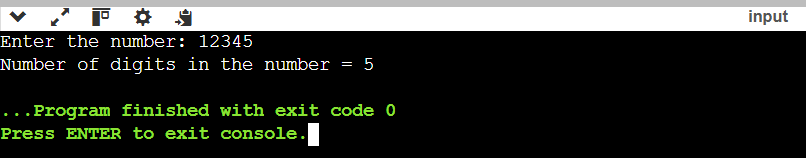 input
Enter the number: 12345
Number of digits in the number = 5
...Program finished with exit code 0
Press ENTER to exit console.